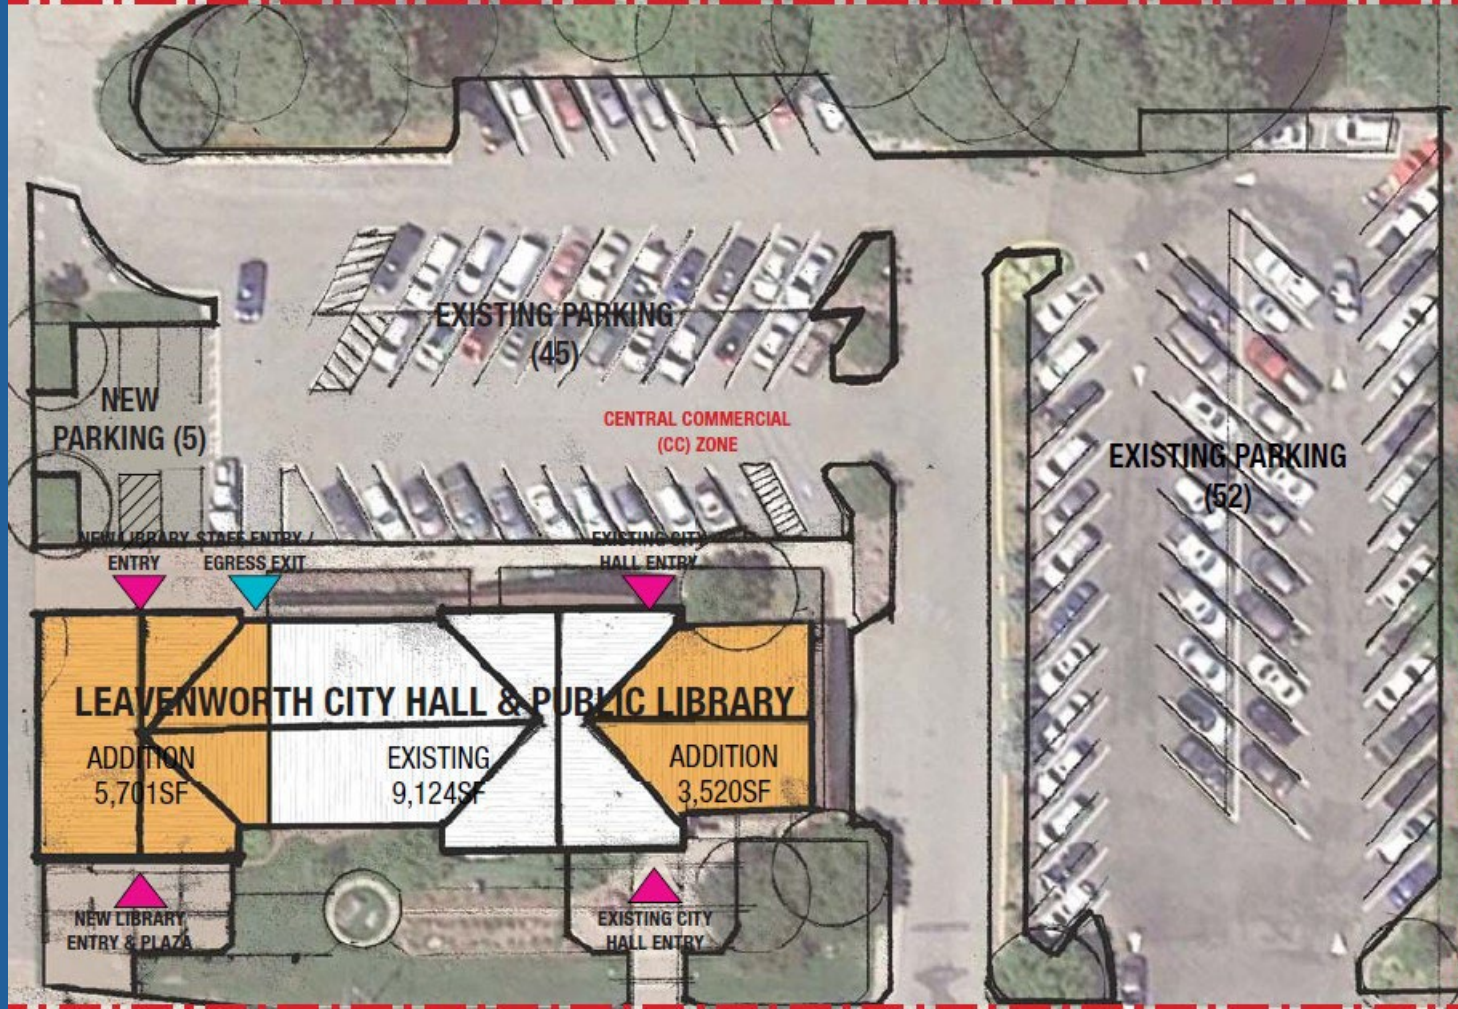 EXISTING PARKING
(45)
NEW
PARKING (5)
CENTRAL COMMERCIAL
(CC) ZONE
EXISTING PARKING
(52)
NEW LIBRARY
ENTRY
STAFF ENTRY /
EGRESS EXIT
EXISTING CITY
HALL ENTRY
LEAVENWORTH CITY HALL & PUBLIC LIBRARY
ADDITION
5,701SF
EXISTING
9,124SF
ADDITION
3,520SF
NEW LIBRARY
ENTRY & PLAZA
EXISTING CITY
HALL ENTRY